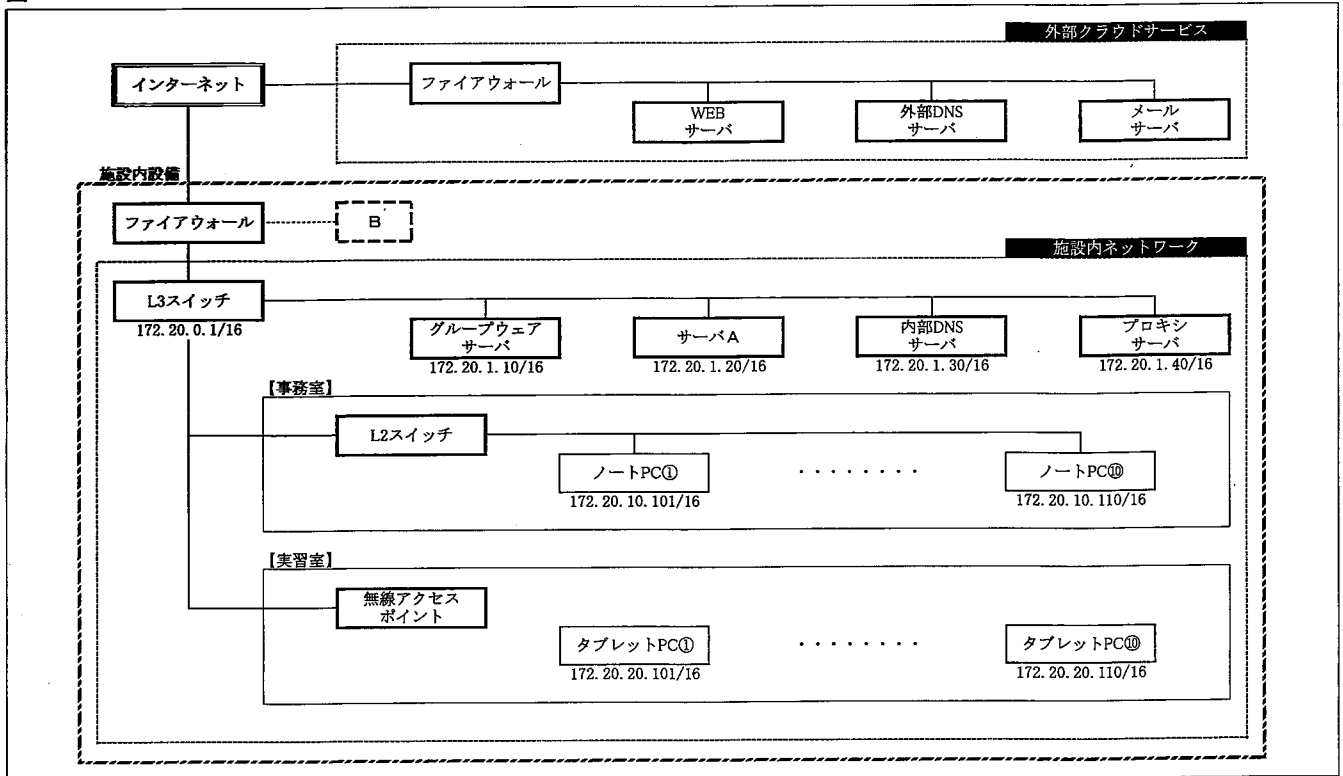 外部クラウドサービス
インターネット
ファイアウォール
WEB
サーバ
外部DNS
サーバ
メール
サーバ
施設内設備
ファイアウォール
B
施設内ネットワーク
L3スイッチ
172.20.0.1/16
グループウェア
サーバ
172.20.1.10/16
サーバA
172.20.1.20/16
内部DNS
サーバ
172.20.1.30/16
プロキシ
サーバ
172.20.1.40/16
【事務室】
L2スイッチ
ノートPC①
172.20.10.101/16
・・・・・・・・
ノートPC⑩
172.20.10.110/16
【実習室】
無線アクセス
ポイント
タブレットPC①
172.20.20.101/16
・・・・・・・・
タブレットPC⑩
172.20.20.110/16